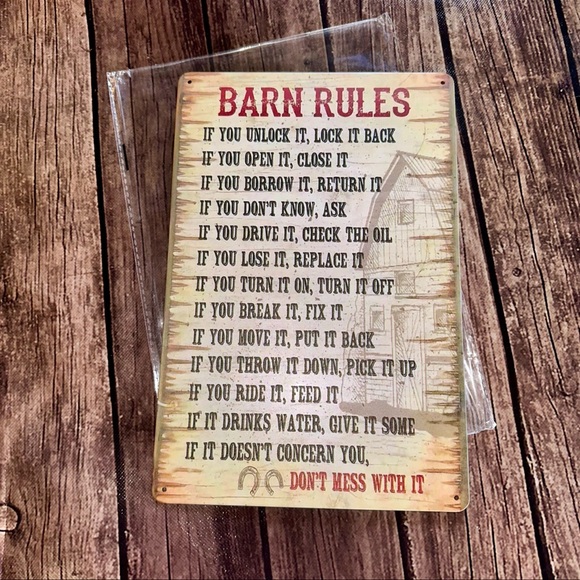 BARN RULES
IF YOU UNLOCK IT, LOCK IT BACK
IF YOU OPEN IT, CLOSE IT
IF YOU BORROW IT, RETURN IT
IF YOU DON'T KNOW, ASK
IF YOU DRIVE IT, CHECK THE OIL
IF YOU LOSE IT, REPLACE IT
IF YOU TURN IT ON, TURN IT OFF
IF YOU BREAK IT, FIX IT
IF YOU MOVE IT, PUT IT BACK
IF YOU THROW IT DOWN, PICK IT UP
IF YOU RIDE IT, FEED IT
IF IT DRINKS WATER, GIVE IT SOME
IF IT DOESN'T CONCERN YOU,
DON'T MESS WITH IT